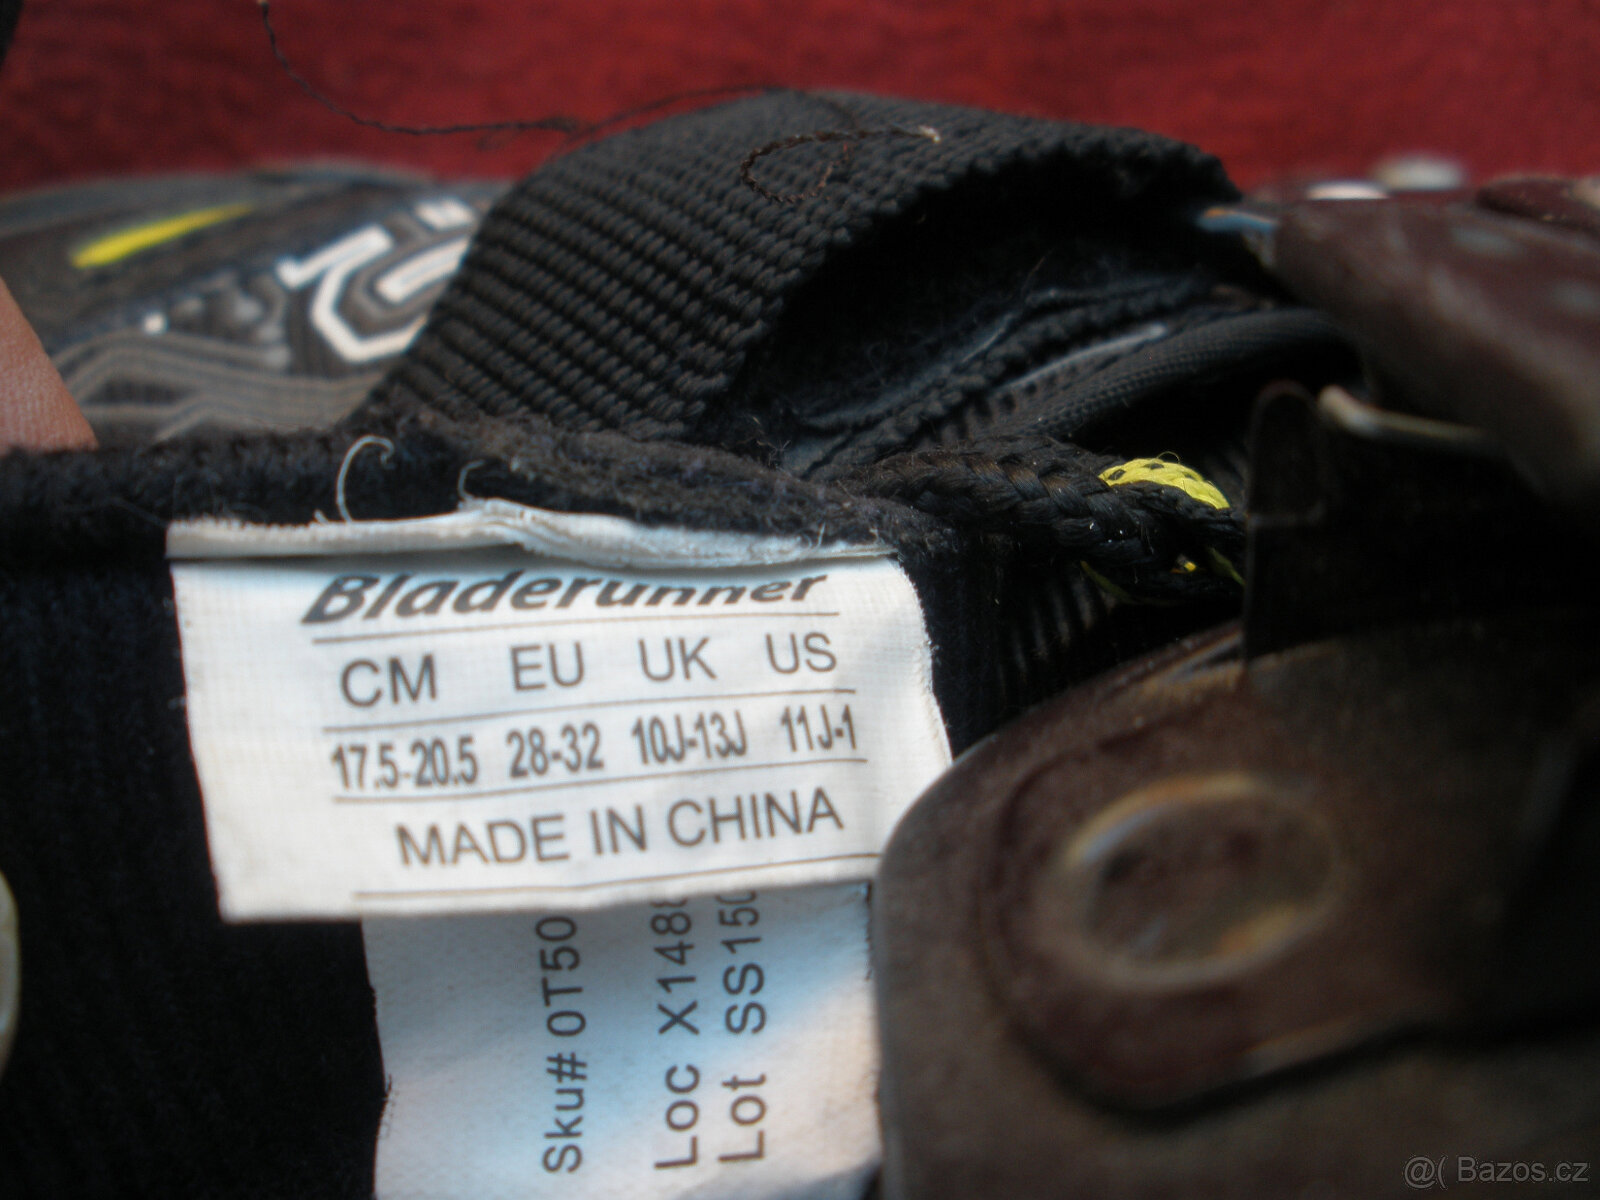 Bladerunner
CM EU UK US
17.5-20.5 28-32 10J-13J 11J-1
MADE IN CHINA
Sku# 0T50
Loc X148
Lot SS150
@( Bazos.cz